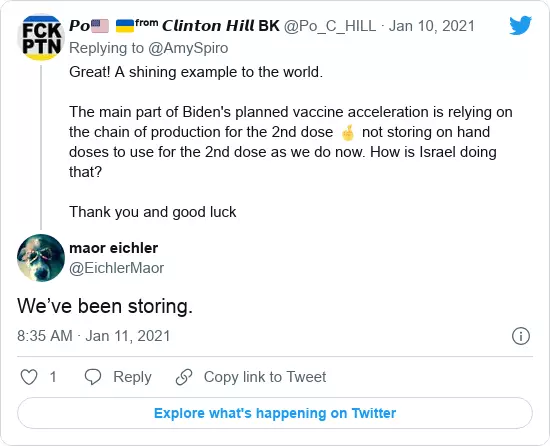 FCK
PTN
Po🇺🇸 🇺🇦ᶠʳᵒᵐ Clinton Hill BK @Po_C_HILL · Jan 10, 2021
Replying to @AmySpiro
Great! A shining example to the world.
The main part of Biden's planned vaccine acceleration is relying on
the chain of production for the 2nd dose 🤞 not storing on hand
doses to use for the 2nd dose as we do now. How is Israel doing
that?
Thank you and good luck
maor eichler
@EichlerMaor
We’ve been storing.
8:35 AM · Jan 11, 2021
1 Reply Copy link to Tweet
Explore what's happening on Twitter